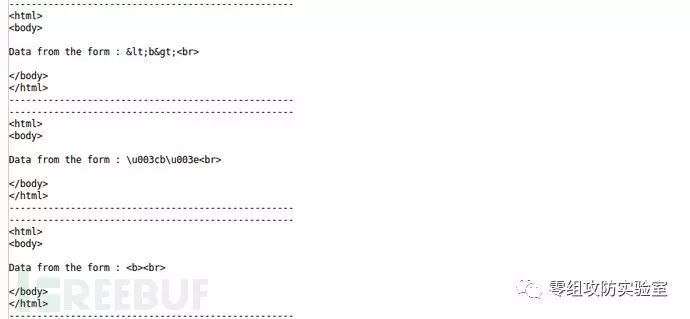 ------------------------------------------------------
<html>
<body>
Data from the form : &lt;b&gt;<br>
</body>
</html>
------------------------------------------------------
------------------------------------------------------
<html>
<body>
Data from the form : \u003cb\u003e<br>
</body>
</html>
------------------------------------------------------
------------------------------------------------------
<html>
<body>
Data from the form : <b><br>
</body>
</html>
------------------------------------------------------
REEBUF
零组攻防实验室